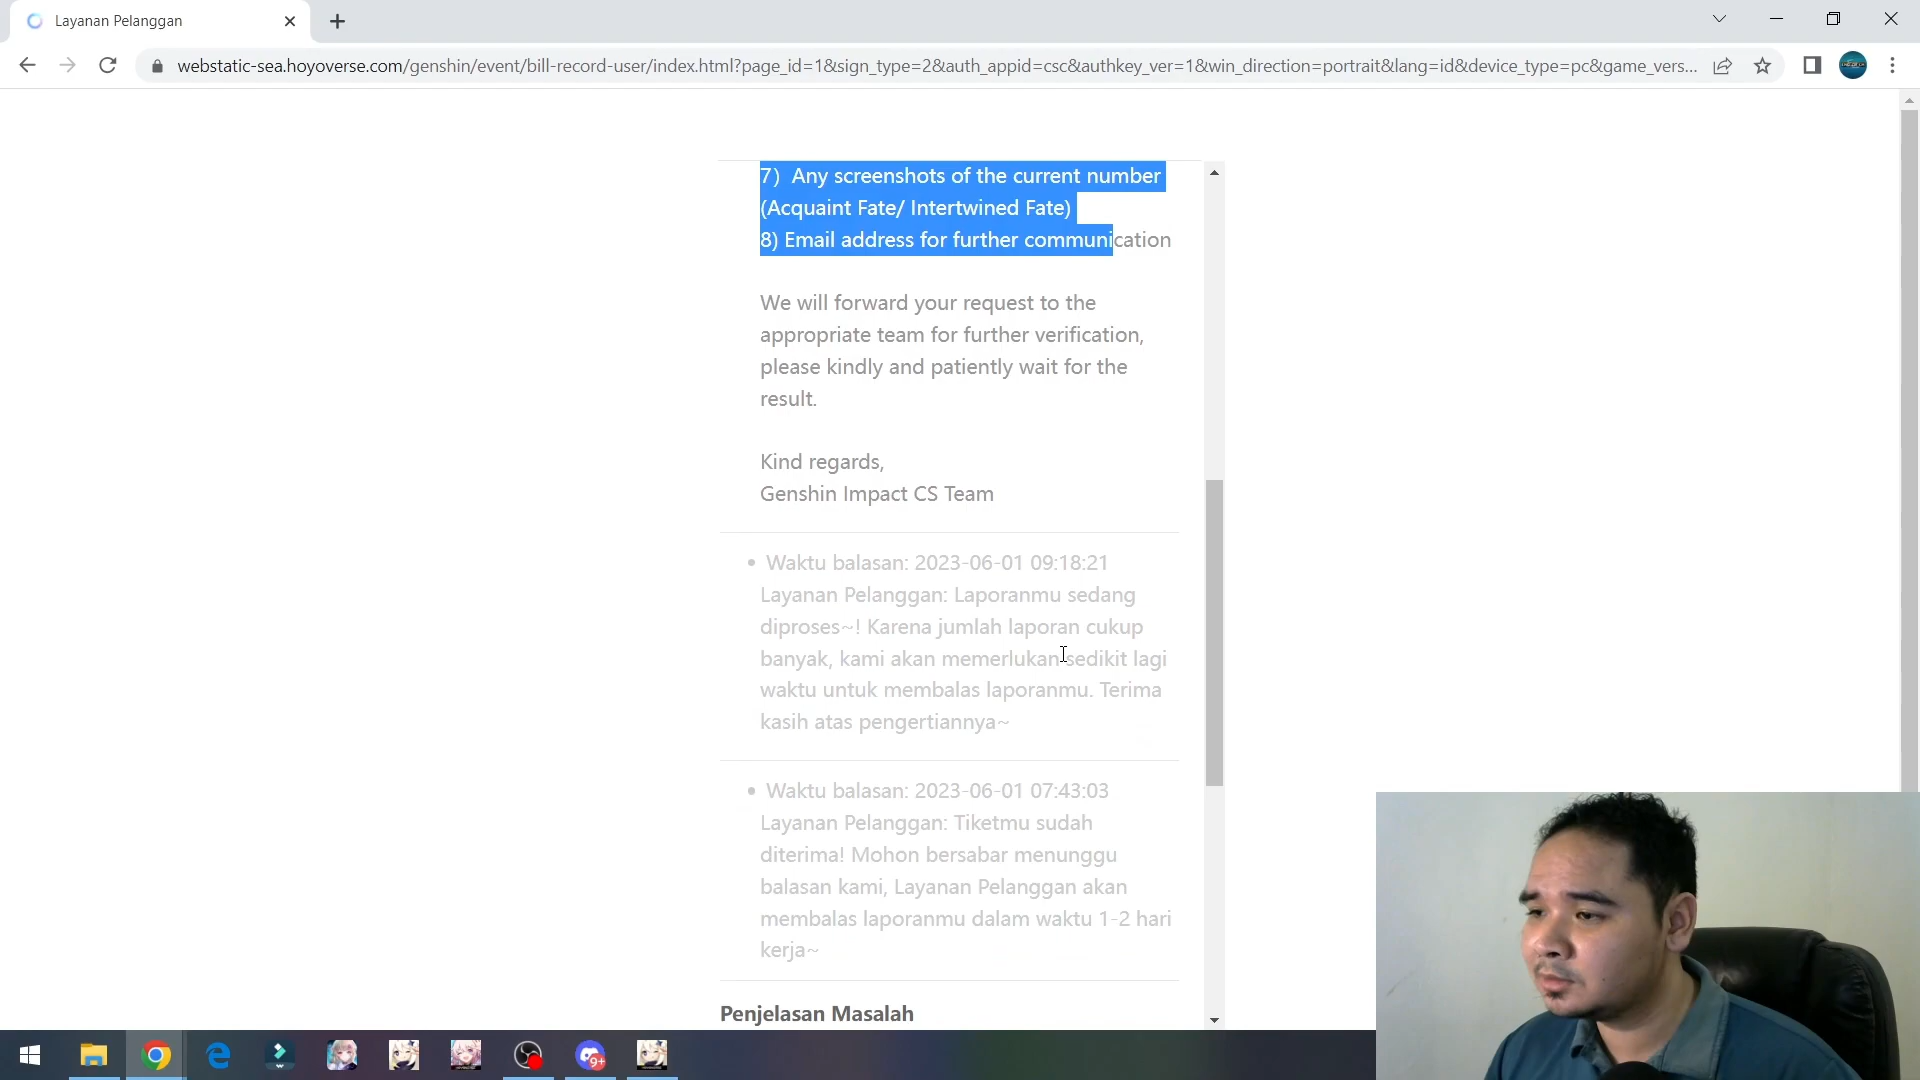 Layanan Pelanggan
webstatic-sea.hoyoverse.com/genshin/event/bill-record-user/index.html?page_id=1&sign_type=2&auth_appid=csc&authkey_ver=1&win_direction=portrait&lang=id&device_type=pc&game_vers...
7) Any screenshots of the current number
(Acquaint Fate/ Intertwined Fate)
8) Email address for further communication
We will forward your request to the
appropriate team for further verification,
please kindly and patiently wait for the
result.
Kind regards,
Genshin Impact CS Team
• Waktu balasan: 2023-06-01 09:18:21
Layanan Pelanggan: Laporanmu sedang
diproses~! Karena jumlah laporan cukup
banyak, kami akan memerlukan sedikit lagi
waktu untuk membalas laporanmu. Terima
kasih atas pengertiannya~
• Waktu balasan: 2023-06-01 07:43:03
Layanan Pelanggan: Tiketmu sudah
diterima! Mohon bersabar menunggu
balasan kami, Layanan Pelanggan akan
membalas laporanmu dalam waktu 1-2 hari
kerja~
Penjelasan Masalah
9+